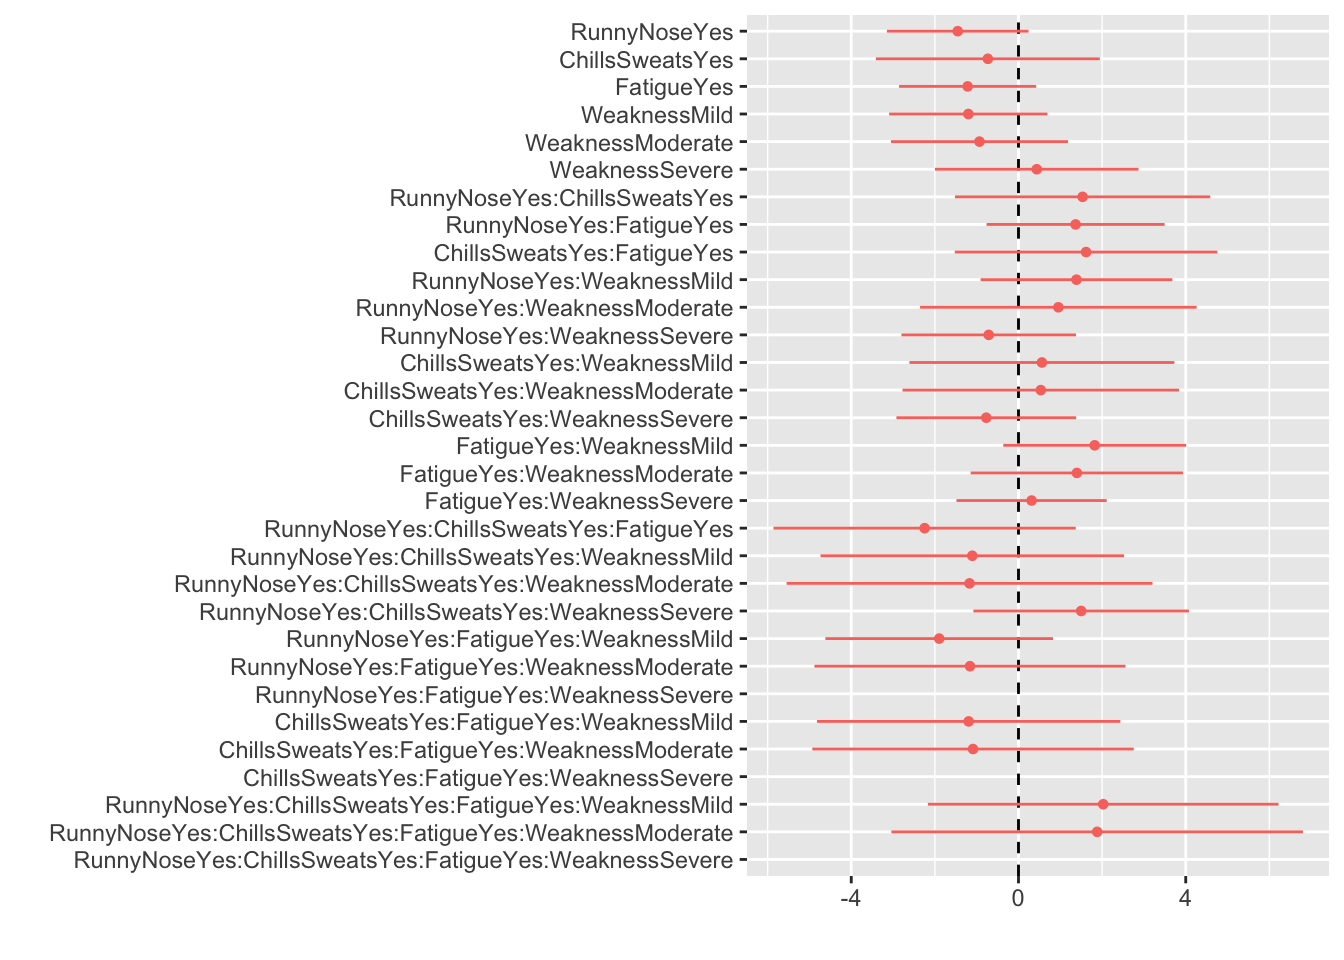 RunnyNoseYes
ChillsSweatsYes
FatigueYes
WeaknessMild
WeaknessModerate
WeaknessSevere
RunnyNoseYes:ChillsSweatsYes
RunnyNoseYes:FatigueYes
ChillsSweatsYes:FatigueYes
RunnyNoseYes:WeaknessMild
RunnyNoseYes:WeaknessModerate
RunnyNoseYes:WeaknessSevere
ChillsSweatsYes:WeaknessMild
ChillsSweatsYes:WeaknessModerate
ChillsSweatsYes:WeaknessSevere
FatigueYes:WeaknessMild
FatigueYes:WeaknessModerate
FatigueYes:WeaknessSevere
RunnyNoseYes:ChillsSweatsYes:FatigueYes
RunnyNoseYes:ChillsSweatsYes:WeaknessMild
RunnyNoseYes:ChillsSweatsYes:WeaknessModerate
RunnyNoseYes:ChillsSweatsYes:WeaknessSevere
RunnyNoseYes:FatigueYes:WeaknessMild
RunnyNoseYes:FatigueYes:WeaknessModerate
RunnyNoseYes:FatigueYes:WeaknessSevere
ChillsSweatsYes:FatigueYes:WeaknessMild
ChillsSweatsYes:FatigueYes:WeaknessModerate
ChillsSweatsYes:FatigueYes:WeaknessSevere
RunnyNoseYes:ChillsSweatsYes:FatigueYes:WeaknessMild
RunnyNoseYes:ChillsSweatsYes:FatigueYes:WeaknessModerate
RunnyNoseYes:ChillsSweatsYes:FatigueYes:WeaknessSevere
-4 0 4